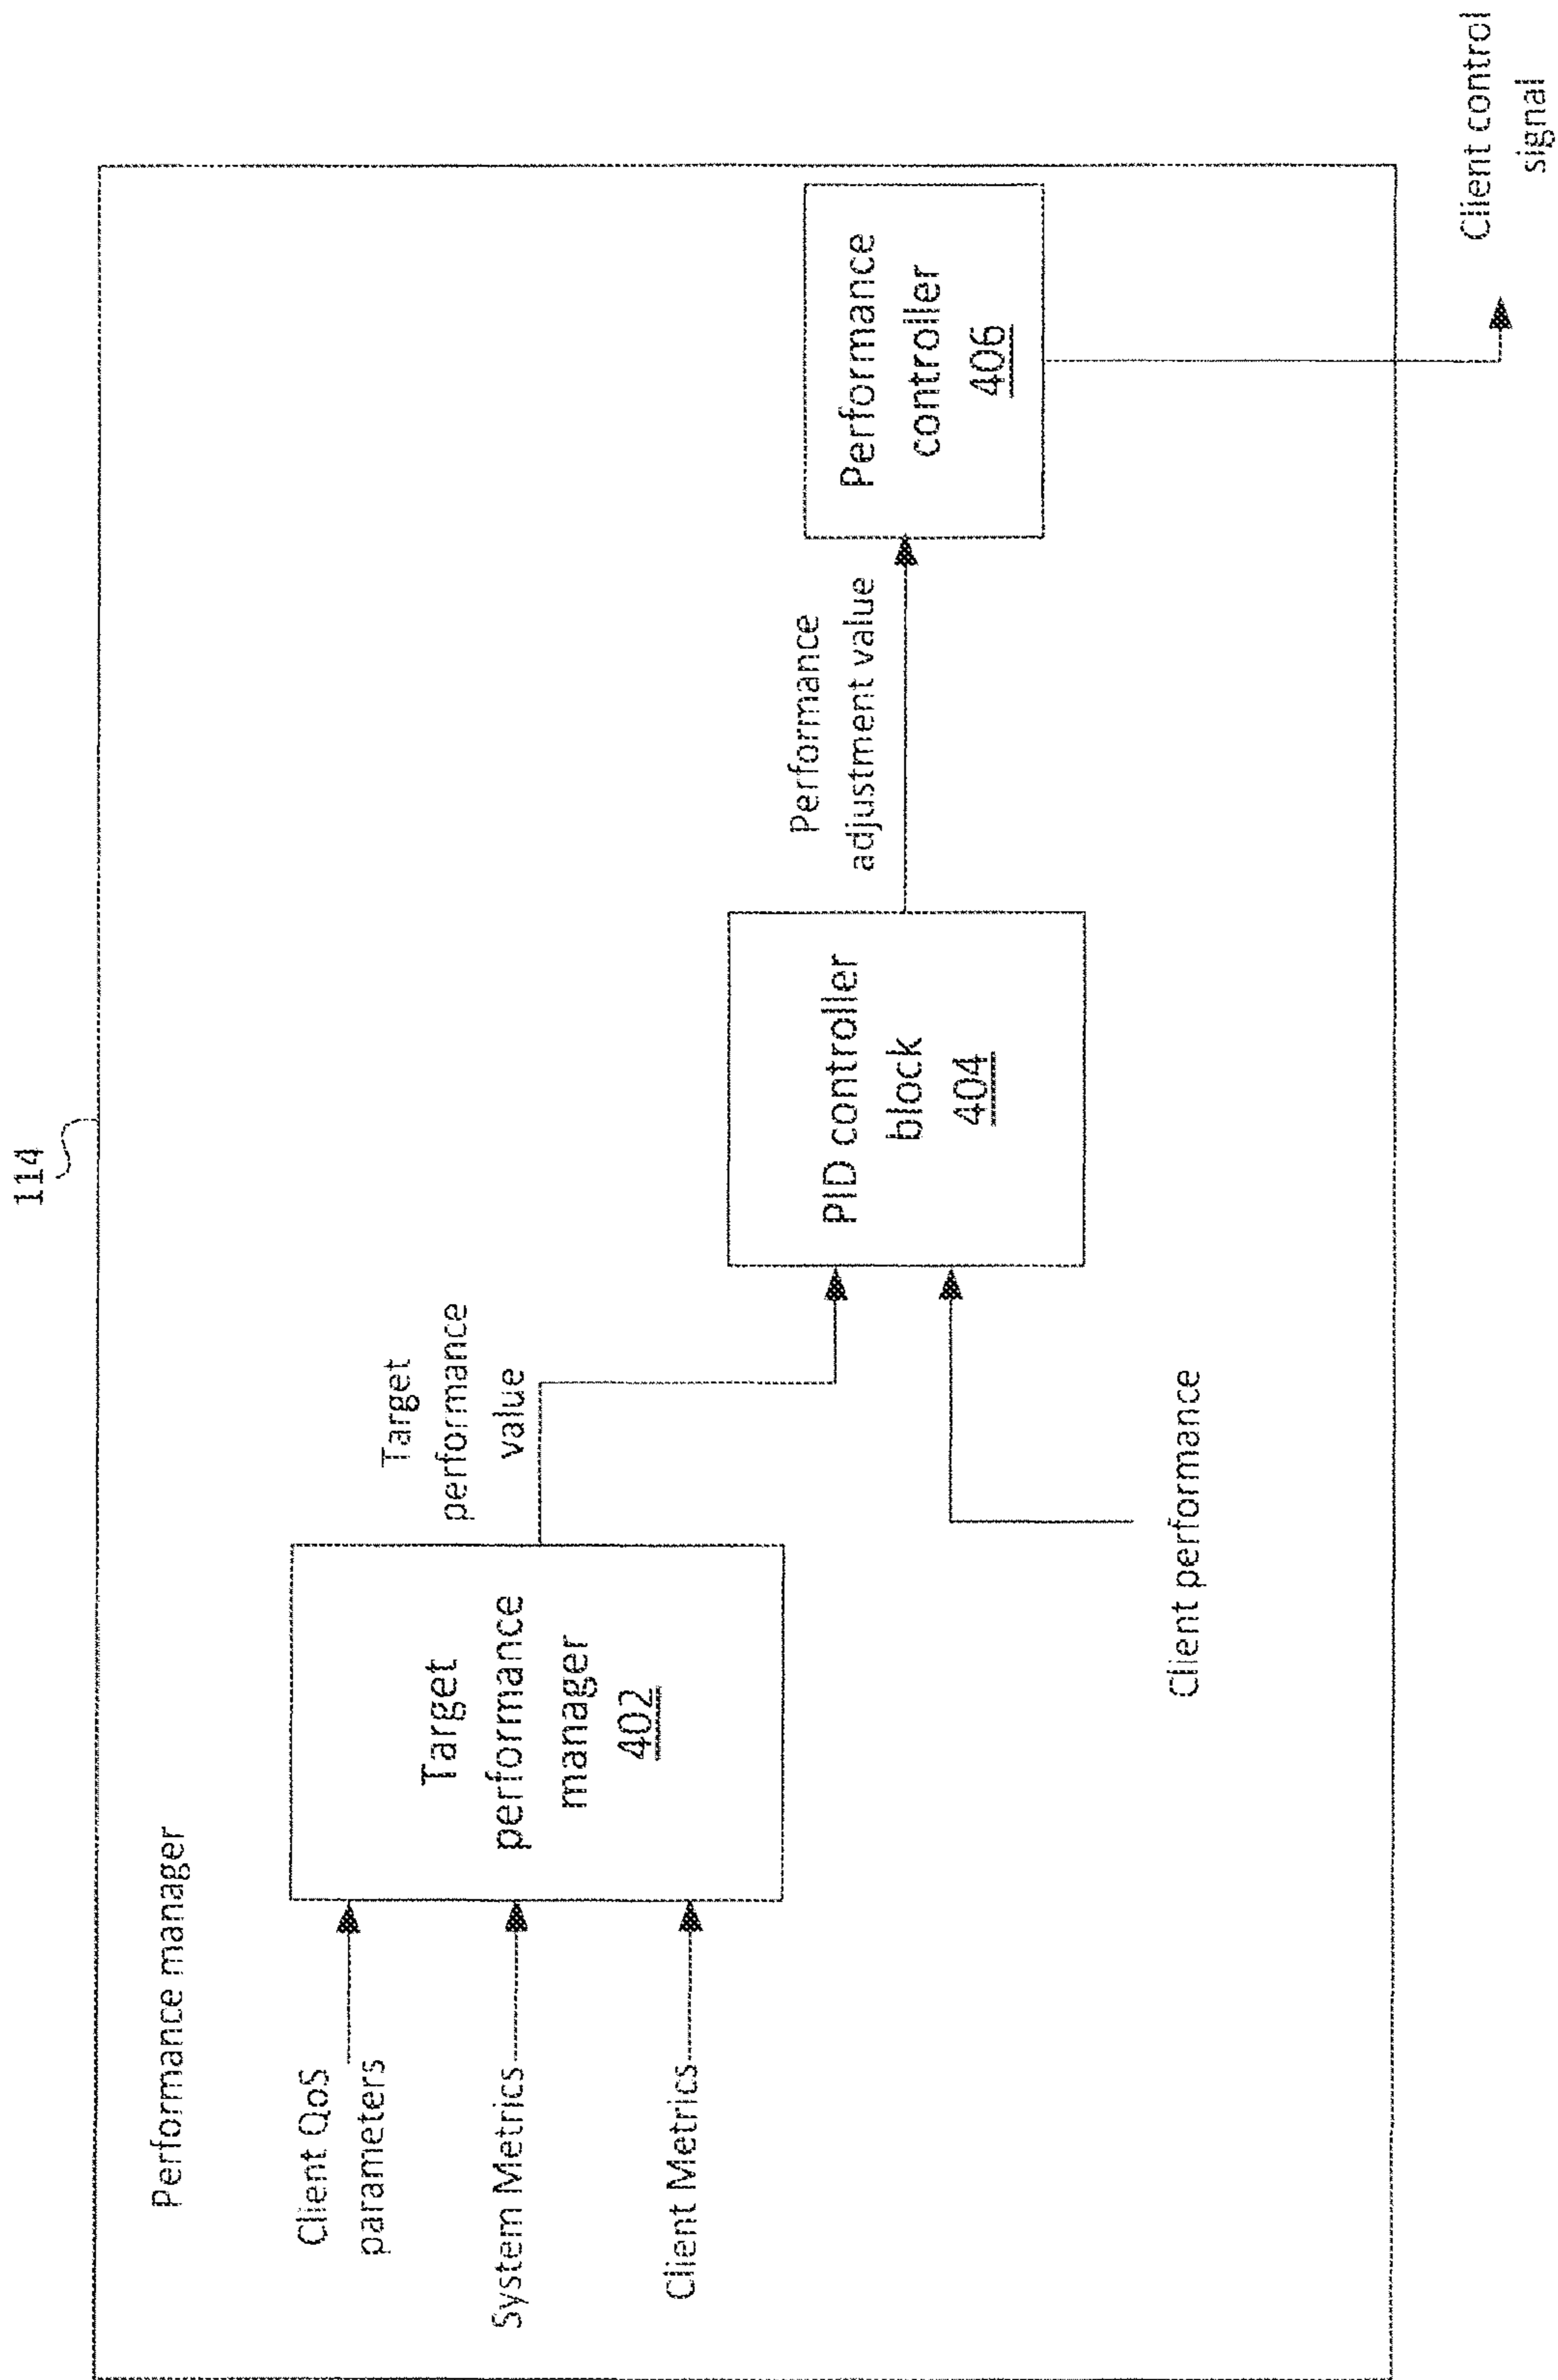 114
Performance manager
Client QoS
parameters
System Metrics
Client Metrics
Target
performance
manager
402
Target
performance
value
Client performance
PID controller
block
404
Performance
adjustment value
Performance
controller
406
Client control
signal